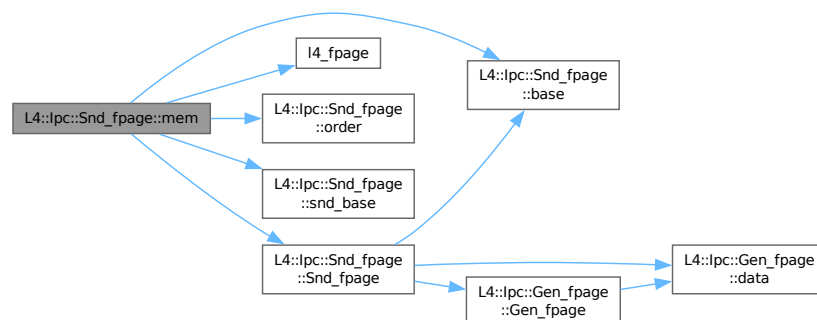 L4::Ipc::Snd_fpage::mem
l4_fpage
L4::Ipc::Snd_fpage
::order
L4::Ipc::Snd_fpage
::snd_base
L4::Ipc::Snd_fpage
::Snd_fpage
L4::Ipc::Snd_fpage
::base
L4::Ipc::Gen_fpage
::Gen_fpage
L4::Ipc::Gen_fpage
::data